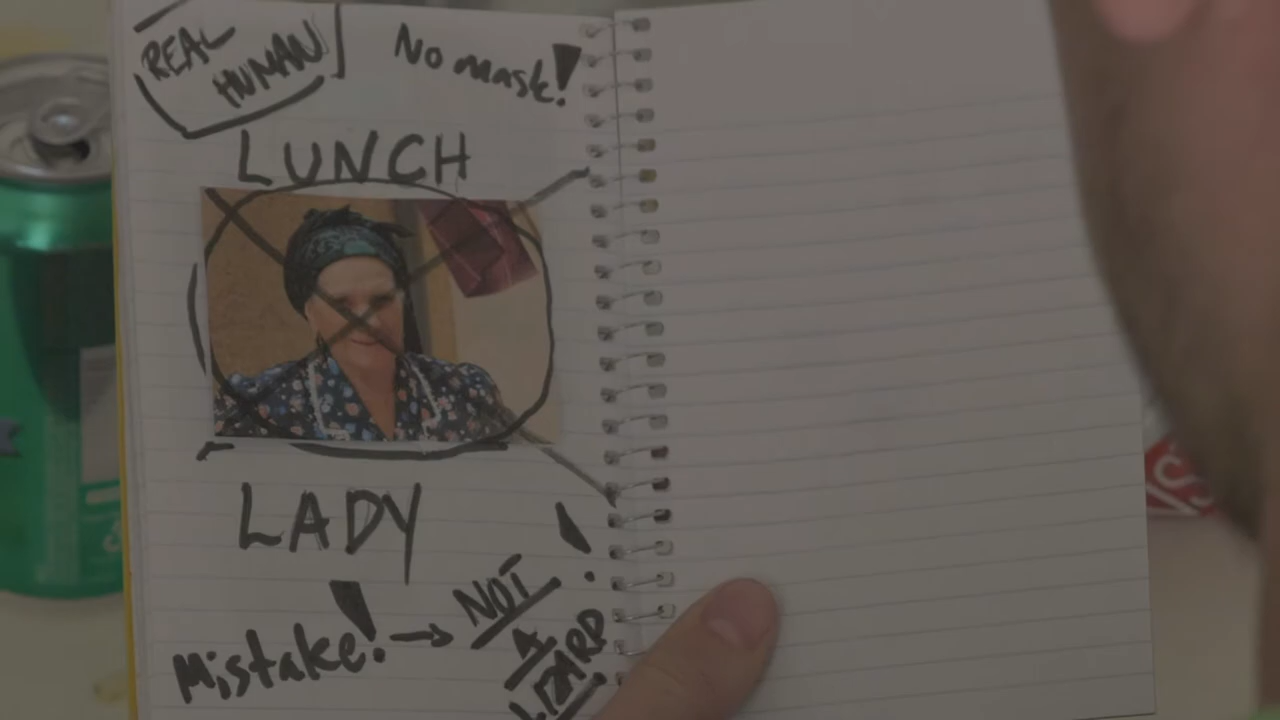 REAL
HUMAN
No mask!
LUNCH
LADY
Mistake! → NOT
A
LIZARD!